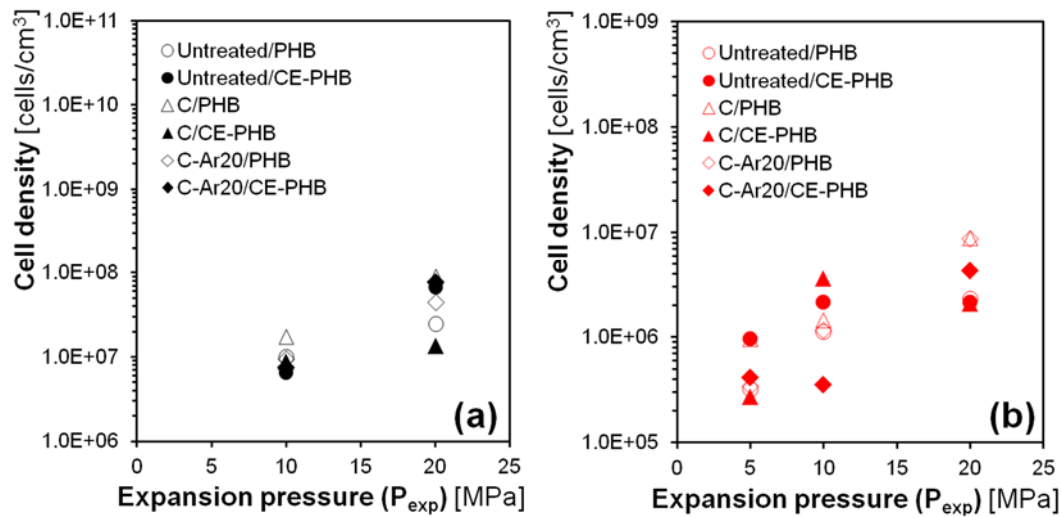 1.0E+11
1.0E+10
1.0E+09
1.0E+08
1.0E+07
1.0E+06
Cell density [cells/cm³]
Untreated/PHB
Untreated/CE-PHB
C/PHB
C/CE-PHB
C-Ar20/PHB
C-Ar20/CE-PHB
(a)
0 5 10 15 20 25
Expansion pressure (P_exp) [MPa]
1.0E+09
1.0E+08
1.0E+07
1.0E+06
1.0E+05
Cell density [cells/cm³]
Untreated/PHB
Untreated/CE-PHB
C/PHB
C/CE-PHB
C-Ar20/PHB
C-Ar20/CE-PHB
(b)
0 5 10 15 20 25
Expansion pressure (P_exp) [MPa]